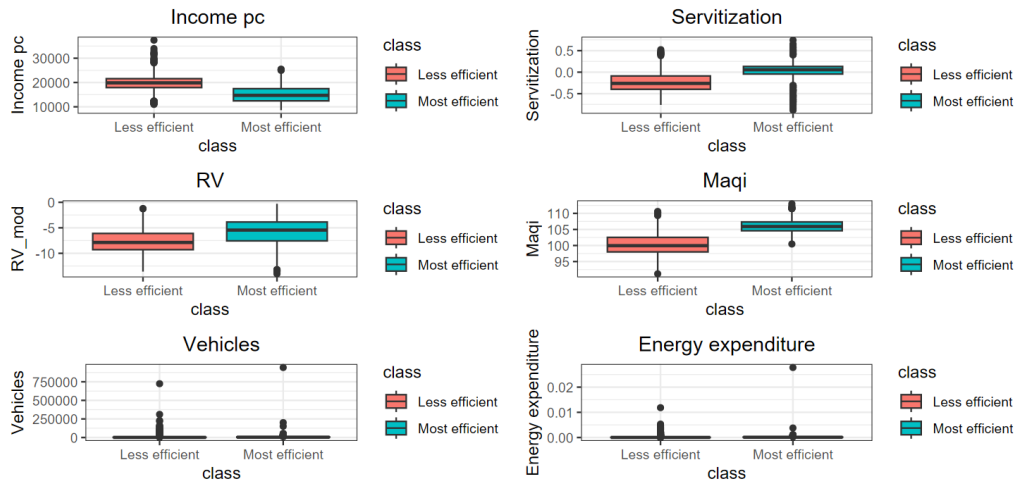 Income pc
Income pc
30000
20000
10000
Less efficient
Most efficient
class
class
Less efficient
Most efficient
Servitization
Servitization
0.5
0.0
-0.5
Less efficient
Most efficient
class
class
Less efficient
Most efficient
RV
RV_mod
0
-5
-10
Less efficient
Most efficient
class
class
Less efficient
Most efficient
Maqi
Maqi
110
105
100
95
Less efficient
Most efficient
class
class
Less efficient
Most efficient
Vehicles
Vehicles
750000
500000
250000
0
Less efficient
Most efficient
class
class
Less efficient
Most efficient
Energy expenditure
Energy expenditure
0.02
0.01
0.00
Less efficient
Most efficient
class
class
Less efficient
Most efficient